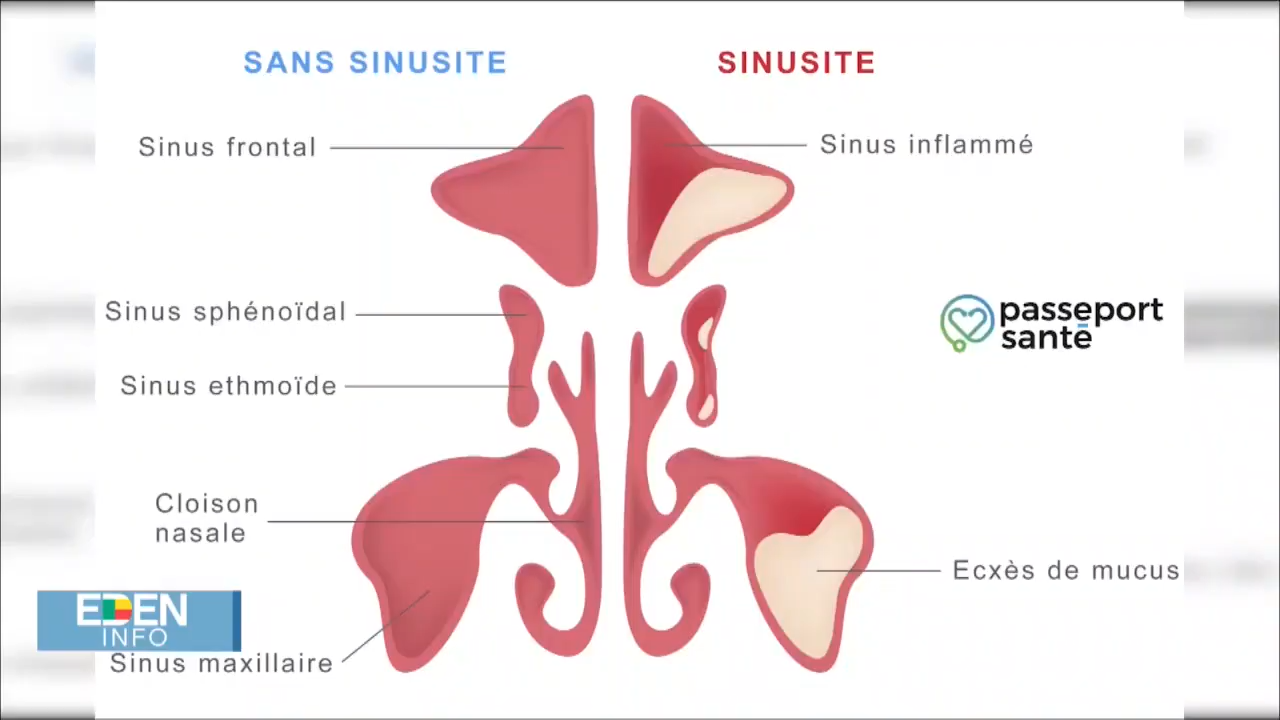 SANS SINUSITE
SINUSITE
Sinus frontal
Sinus inflammé
Sinus sphénoïdal
passeport
santé
Sinus ethmoïde
Cloison
nasale
Ecxès de mucus
EDEN
INFO
Sinus maxillaire